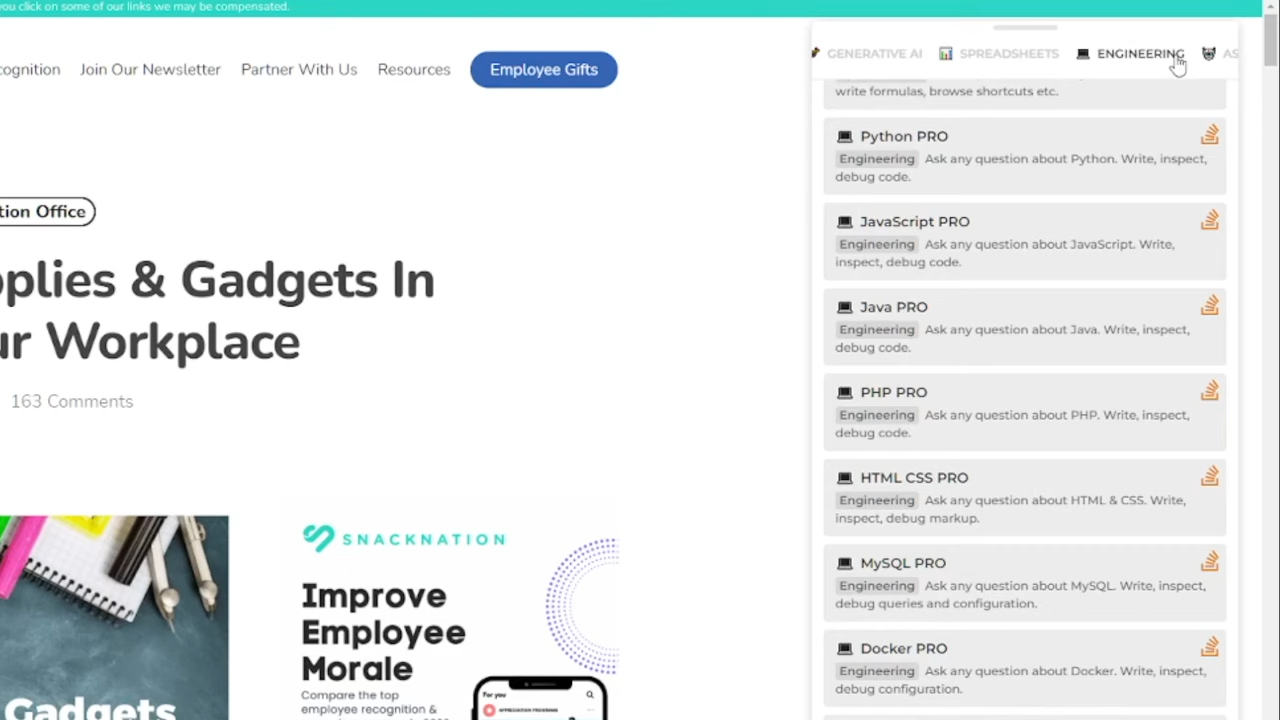 you click on some of our links we may be compensated.
cognition Join Our Newsletter Partner With Us Resources Employee Gifts
tion Office
plies & Gadgets In
ur Workplace
163 Comments
Gadgets
SNACKNATION
Improve
Employee
Morale
Compare the top
employee recognition &
For you
APPRECIATION PROGRAMS
GENERATIVE AI SPREADSHEETS ENGINEERING AS
write formulas, browse shortcuts etc.
Python PRO
Engineering Ask any question about Python. Write, inspect,
debug code.
JavaScript PRO
Engineering Ask any question about JavaScript. Write,
inspect, debug code.
Java PRO
Engineering Ask any question about Java. Write, inspect,
debug code.
PHP PRO
Engineering Ask any question about PHP. Write, inspect,
debug code.
HTML CSS PRO
Engineering Ask any question about HTML & CSS. Write,
inspect, debug markup.
MySQL PRO
Engineering Ask any question about MySQL. Write, inspect,
debug queries and configuration.
Docker PRO
Engineering Ask any question about Docker. Write, inspect,
debug configuration.